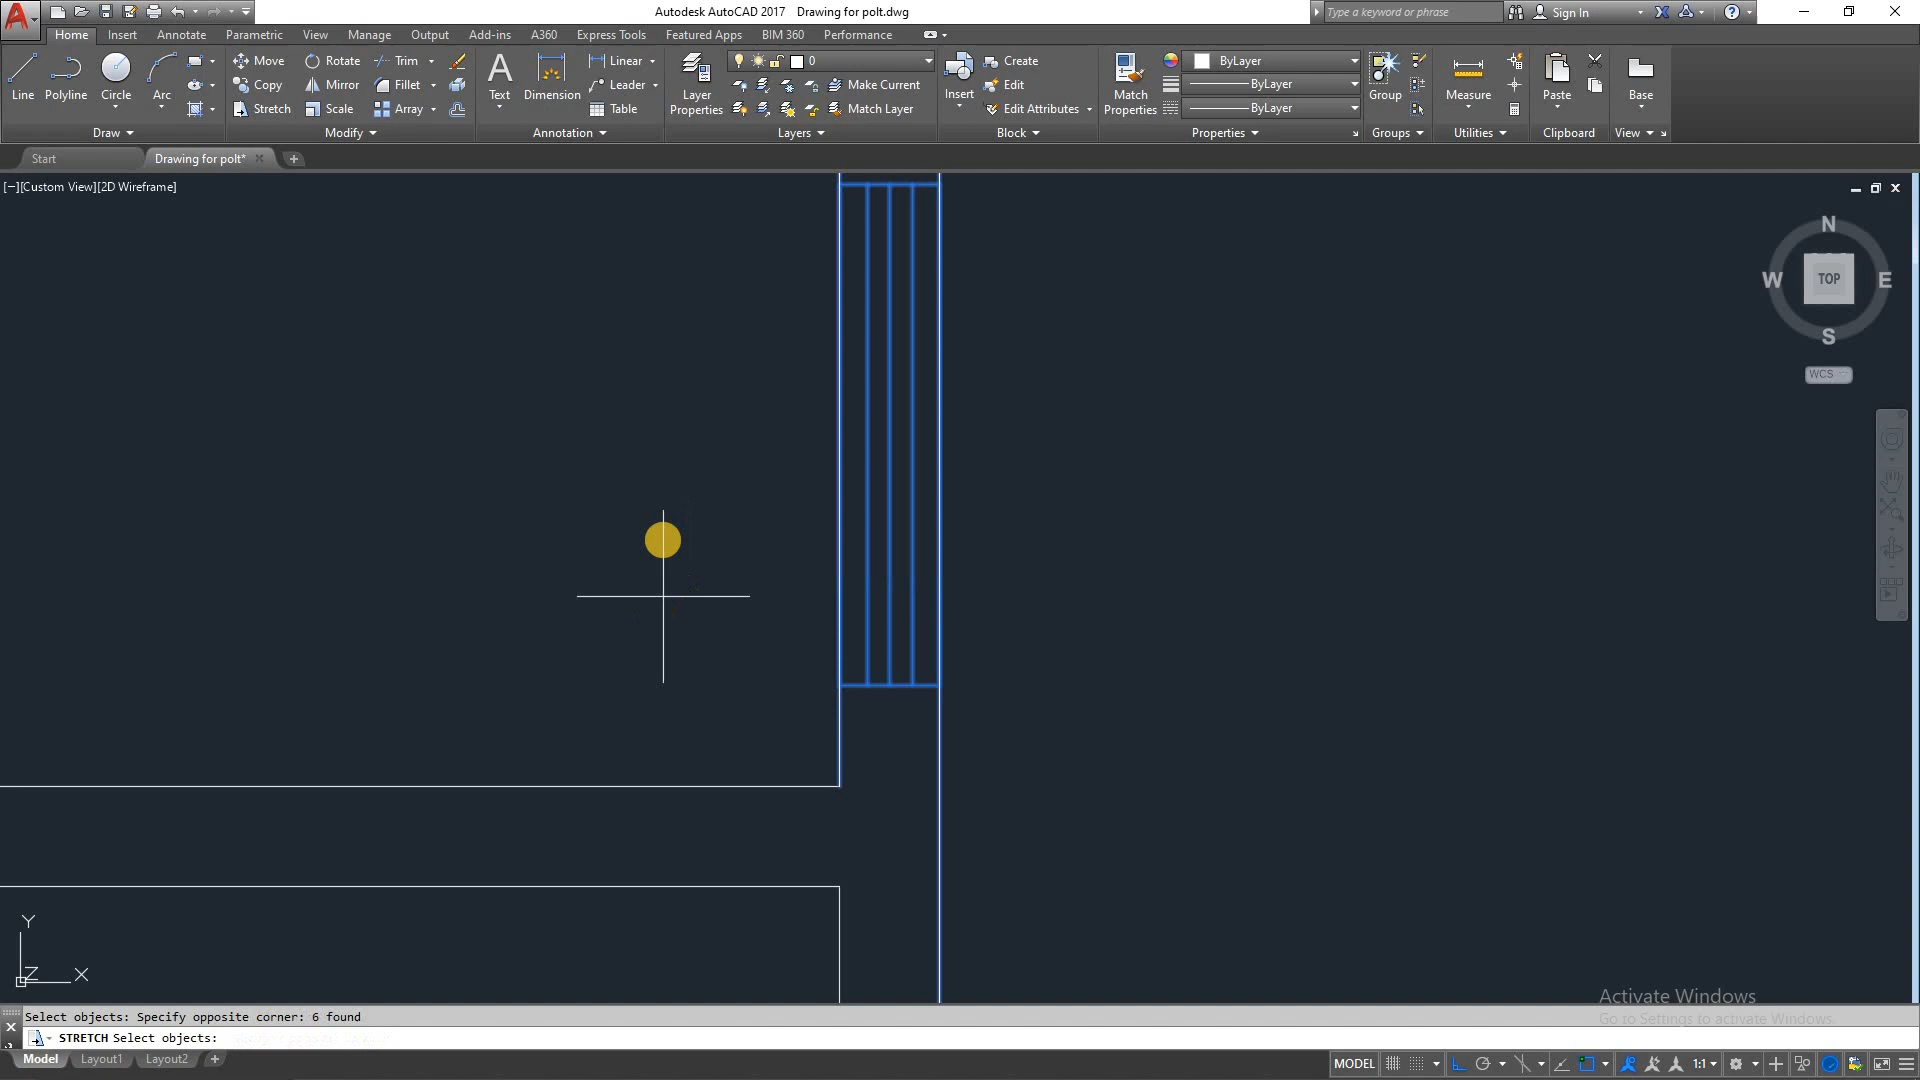 Autodesk AutoCAD 2017 Drawing for polt.dwg
Type a keyword or phrase
Sign In
Home Insert Annotate Parametric View Manage Output Add-ins A360 Express Tools Featured Apps BIM 360 Performance
Line Polyline Circle Arc
Move Rotate Trim
Copy Mirror Fillet
Stretch Scale Array
Text Dimension
Linear
Leader
Table
Layer Properties
0
Make Current
Match Layer
Insert
Create
Edit
Edit Attributes
Match Properties
ByLayer
ByLayer
ByLayer
Group
Measure
Paste
Base
Draw Modify Annotation Layers Block Properties Groups Utilities Clipboard View
Start Drawing for polt*
[−][Custom View][2D Wireframe]
N
W TOP E
S
WCS
Y
Z X
Activate Windows
Go to Settings to activate Windows.
Select objects: Specify opposite corner: 6 found
STRETCH Select objects:
Model Layout1 Layout2
MODEL 1:1